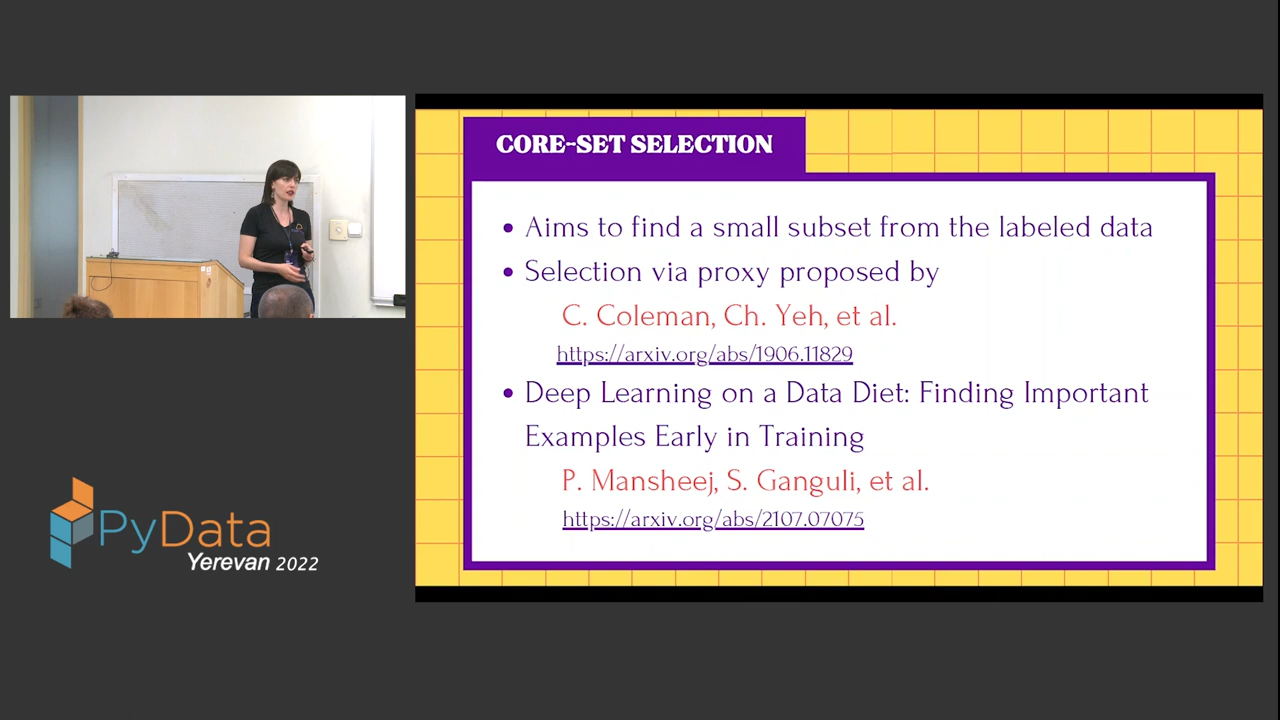 CORE-SET SELECTION
• Aims to find a small subset from the labeled data
• Selection via proxy proposed by
C. Coleman, Ch. Yeh, et al.
https://arxiv.org/abs/1906.11829
• Deep Learning on a Data Diet: Finding Important
Examples Early in Training
P. Mansheej, S. Ganguli, et al.
https://arxiv.org/abs/2107.07075
PyData
Yerevan 2022